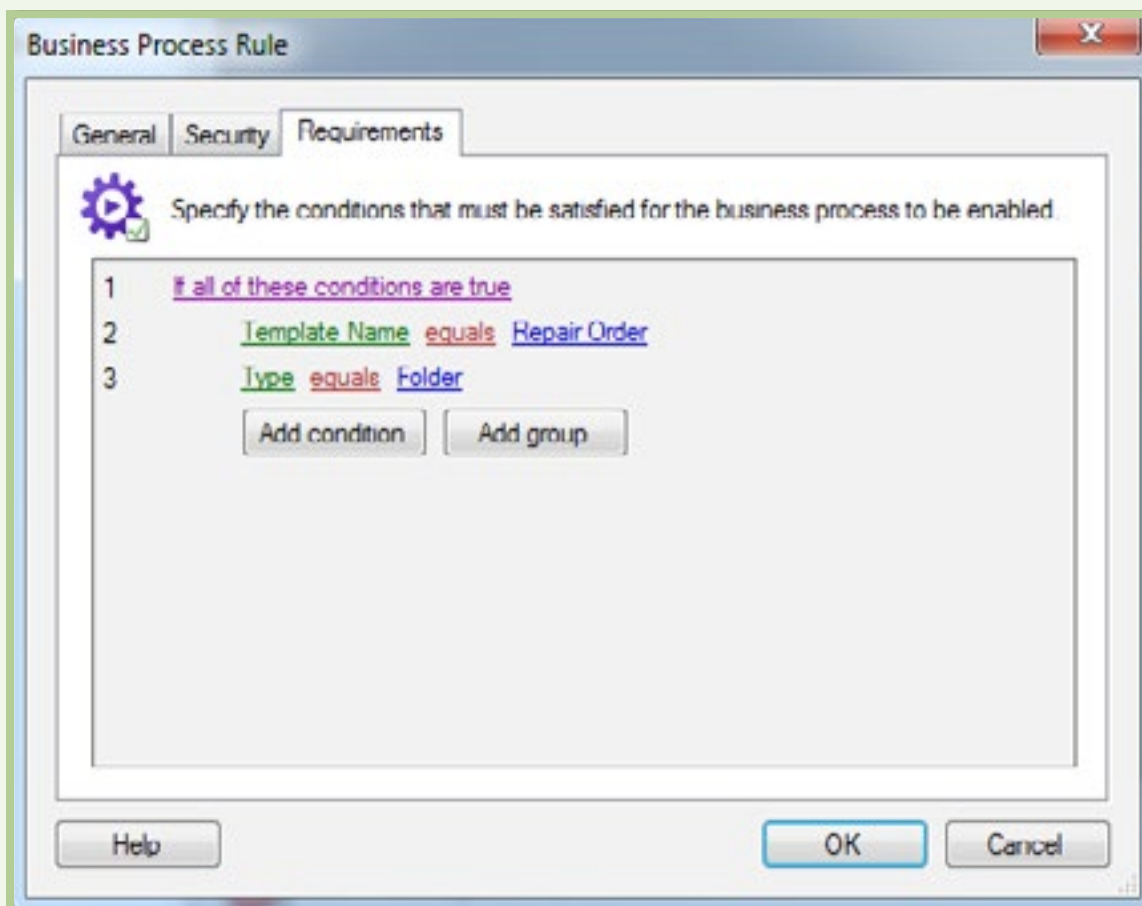 Business Process Rule
General Security Requirements
Specify the conditions that must be satisfied for the business process to be enabled.
1 If all of these conditions are true
2 Template Name equals Repair Order
3 Type equals Folder
Add condition Add group
Help OK Cancel